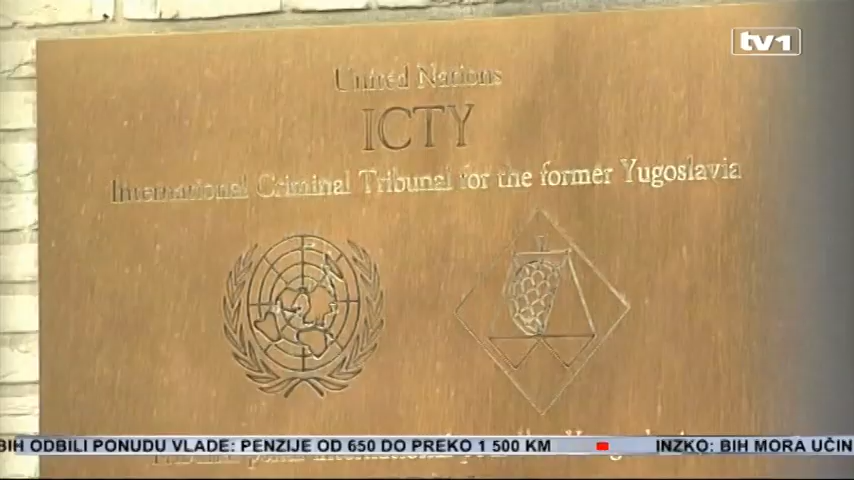 tv1
United Nations
ICTY
International Criminal Tribunal for the former Yugoslavia
BIH ODBILI PONUDU VLADE: PENZIJE OD 650 DO PREKO 1 500 KM INZKO: BIH MORA UČIN